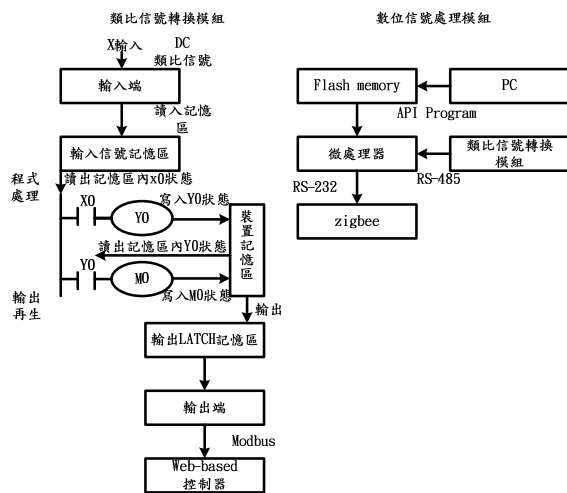 類比信號轉換模組
X輸入
DC
類比信號
輸入端
讀入記憶
區
輸入信號記憶區
程式
處理
讀出記憶區內x0狀態
X0
Y0
寫入Y0狀態
讀出記憶區內Y0狀態
裝置記憶區
Y0
M0
寫入M0狀態
輸出
再生
輸出
輸出LATCH記憶區
輸出端
Modbus
Web-based
控制器
數位信號處理模組
Flash memory
PC
API Program
微處理器
類比信號轉換
模組
RS-232
RS-485
zigbee